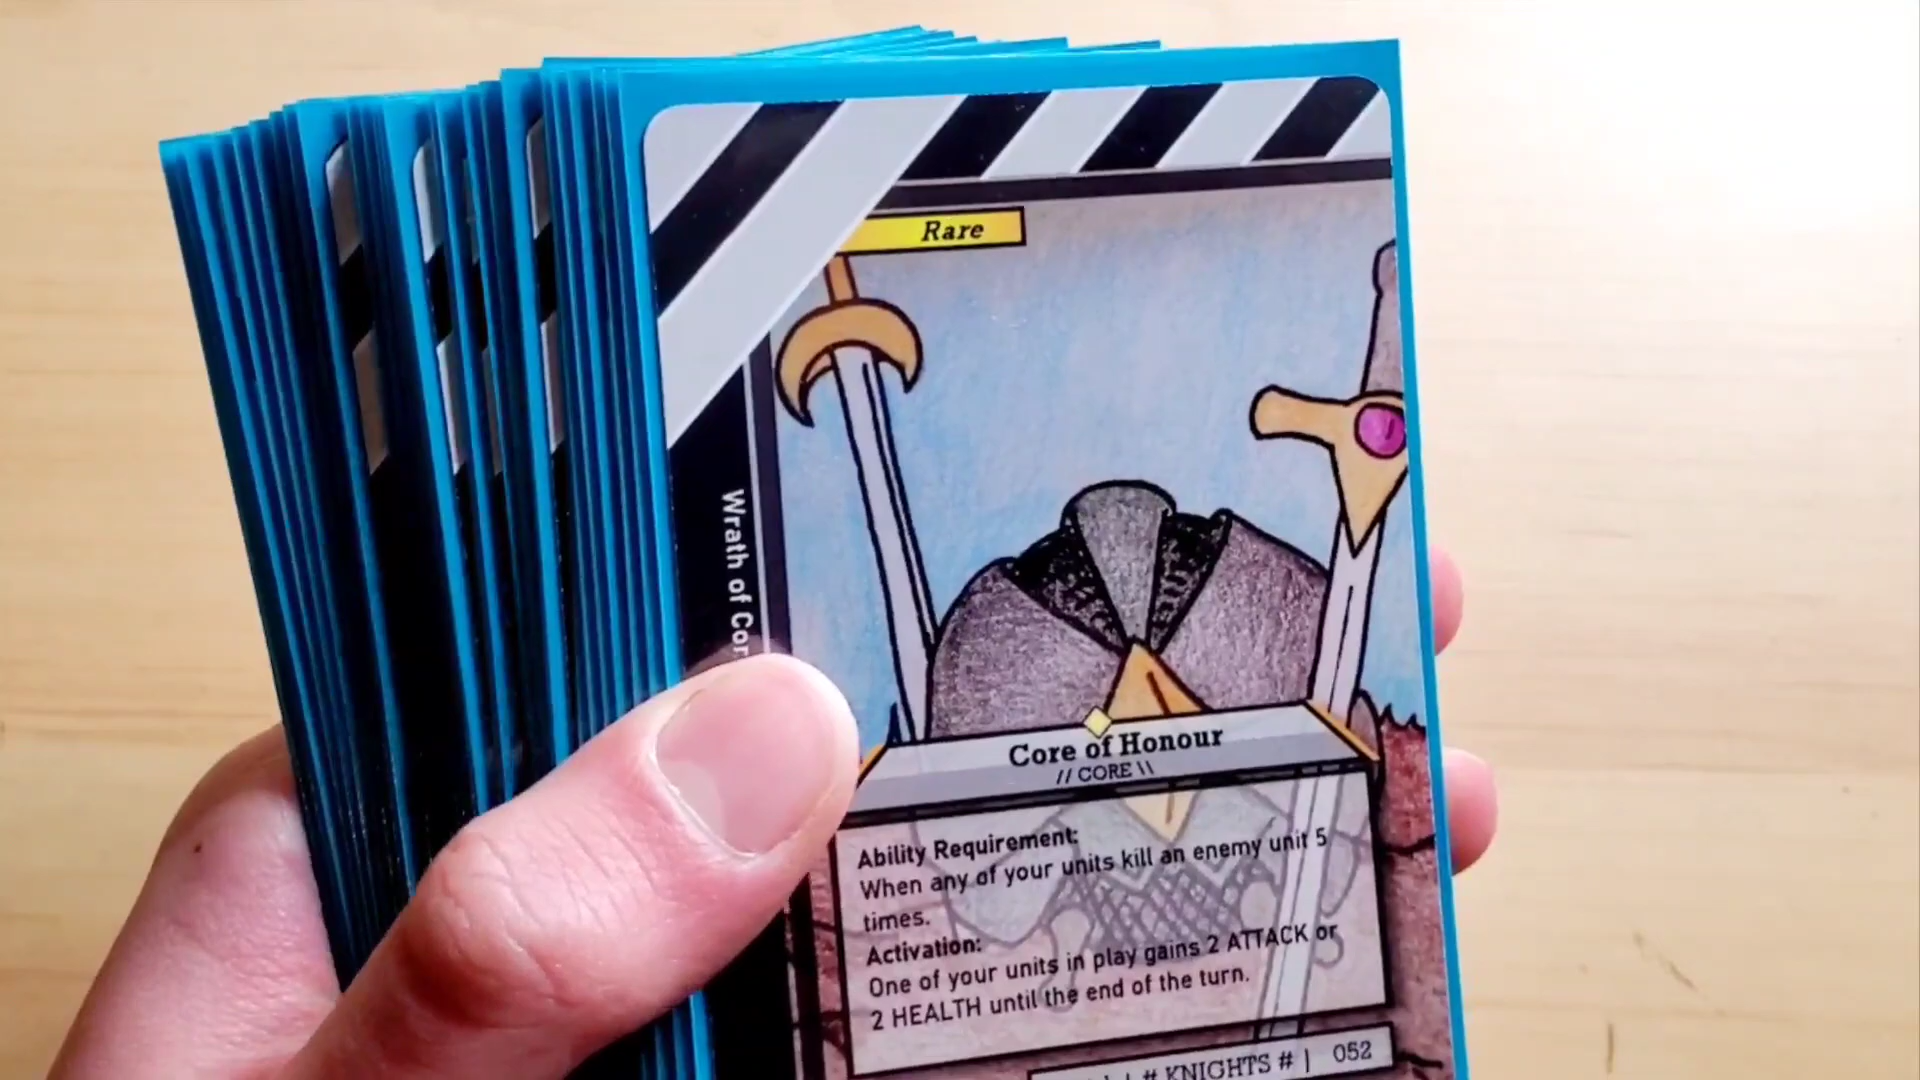 Rare
Wrath of Cor
Core of Honour
// CORE \\
Ability Requirement:
When any of your units kill an enemy unit 5
times.
Activation:
One of your units in play gains 2 ATTACK or
2 HEALTH until the end of the turn.
# KNIGHTS # | 052